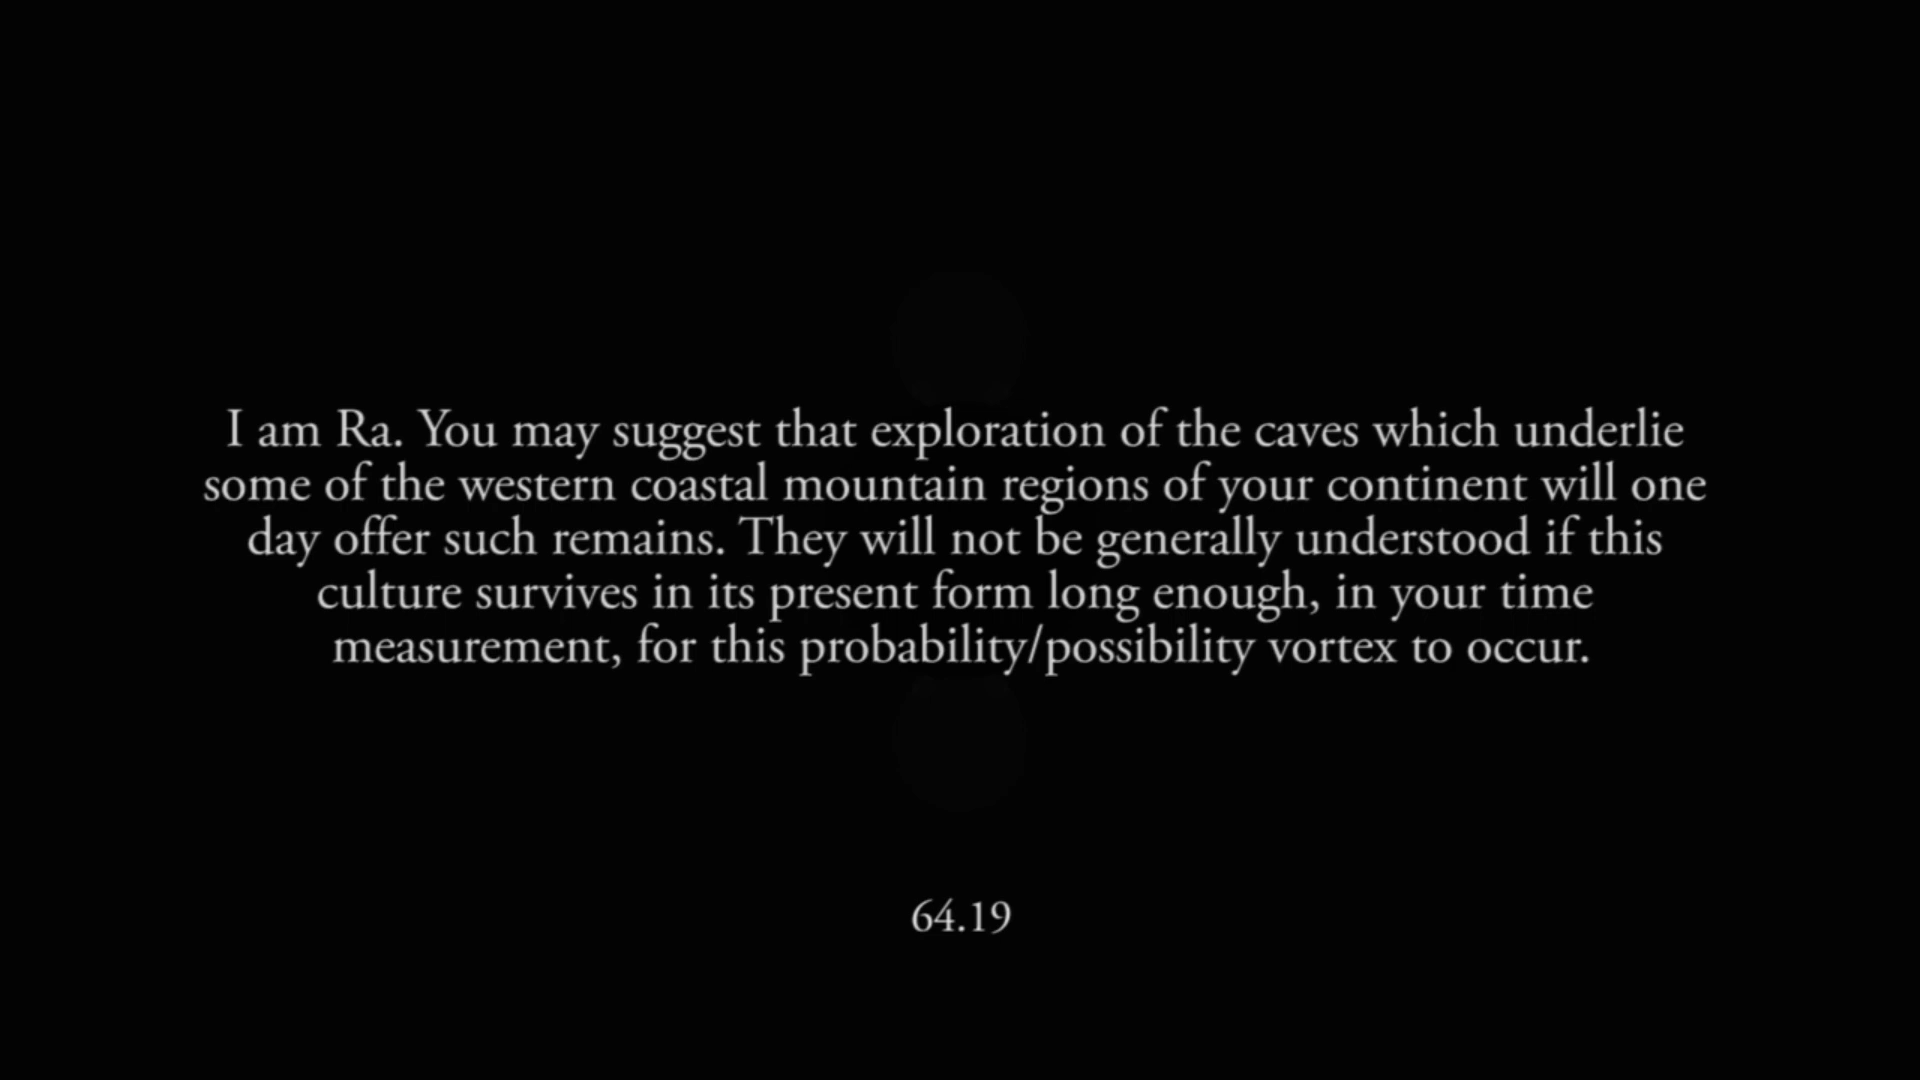 I am Ra. You may suggest that exploration of the caves which underlie
some of the western coastal mountain regions of your continent will one
day offer such remains. They will not be generally understood if this
culture survives in its present form long enough, in your time
measurement, for this probability/possibility vortex to occur.
64.19